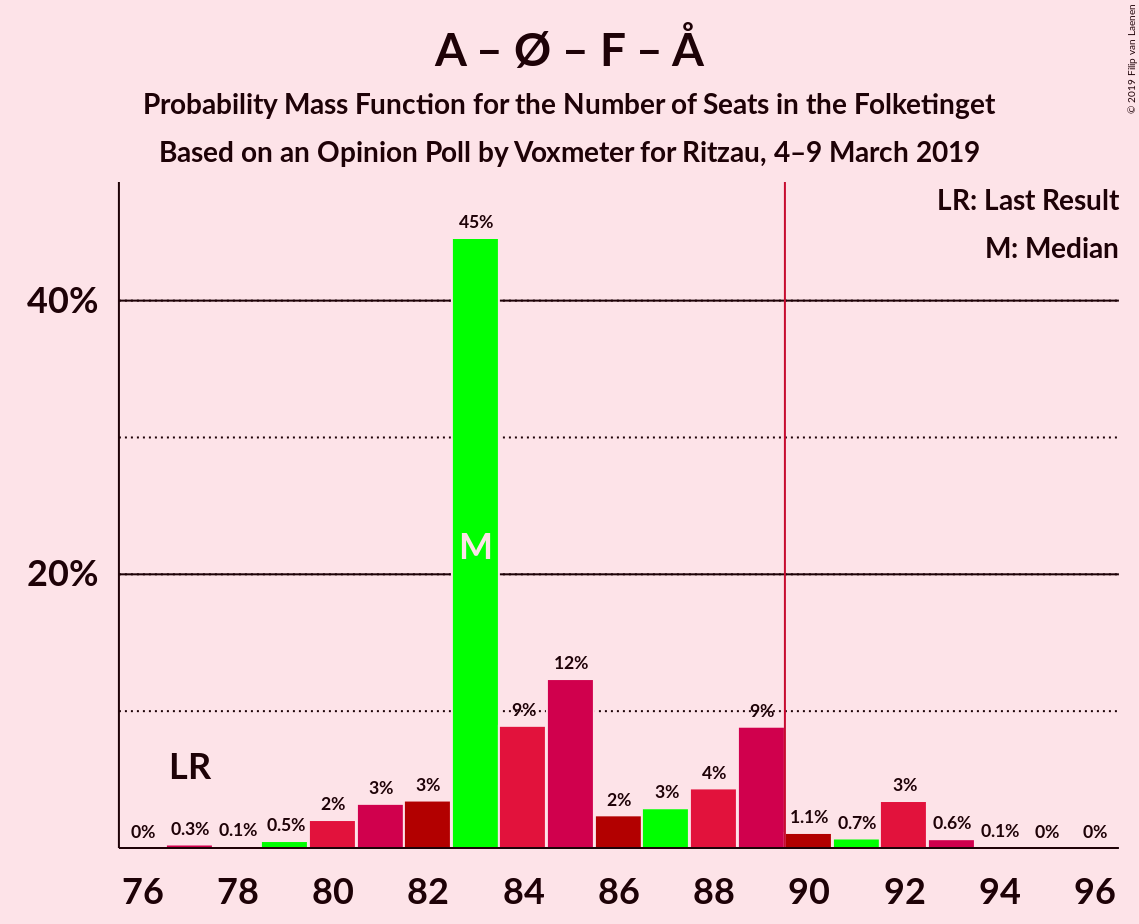 A – Ø – F – Å
Probability Mass Function for the Number of Seats in the Folketinget
Based on an Opinion Poll by Voxmeter for Ritzau, 4–9 March 2019
© 2019 Filip van Laenen
LR: Last Result
M: Median
45%
40%
M
20%
12%
9%
9%
LR
4%
3%
3%
3%
3%
2%
2%
1.1%
0.7%
0.6%
0.5%
0.3%
0.1%
0.1%
0%
0%
0%
76 78 80 82 84 86 88 90 92 94 96